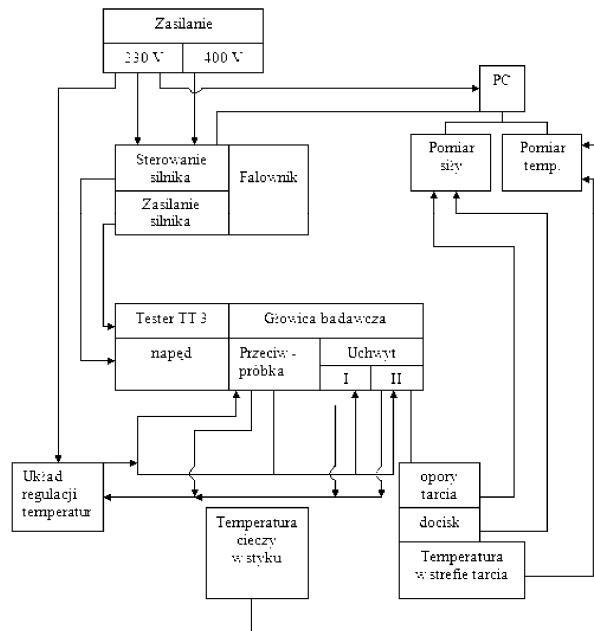 Zasilanie
230 V
400 V
PC
Sterowanie
silnika
Falownik
Zasilanie
silnika
Pomiar
siły
Pomiar
temp.
Tester TT 3
Głowica badawcza
napęd
Przeciw -
próbka
Uchwyt
I
II
Układ
regulacji
temperatur
opory
tarcia
docisk
Temperatura
cieczy
w styku
Temperatura
w strefie tarcia